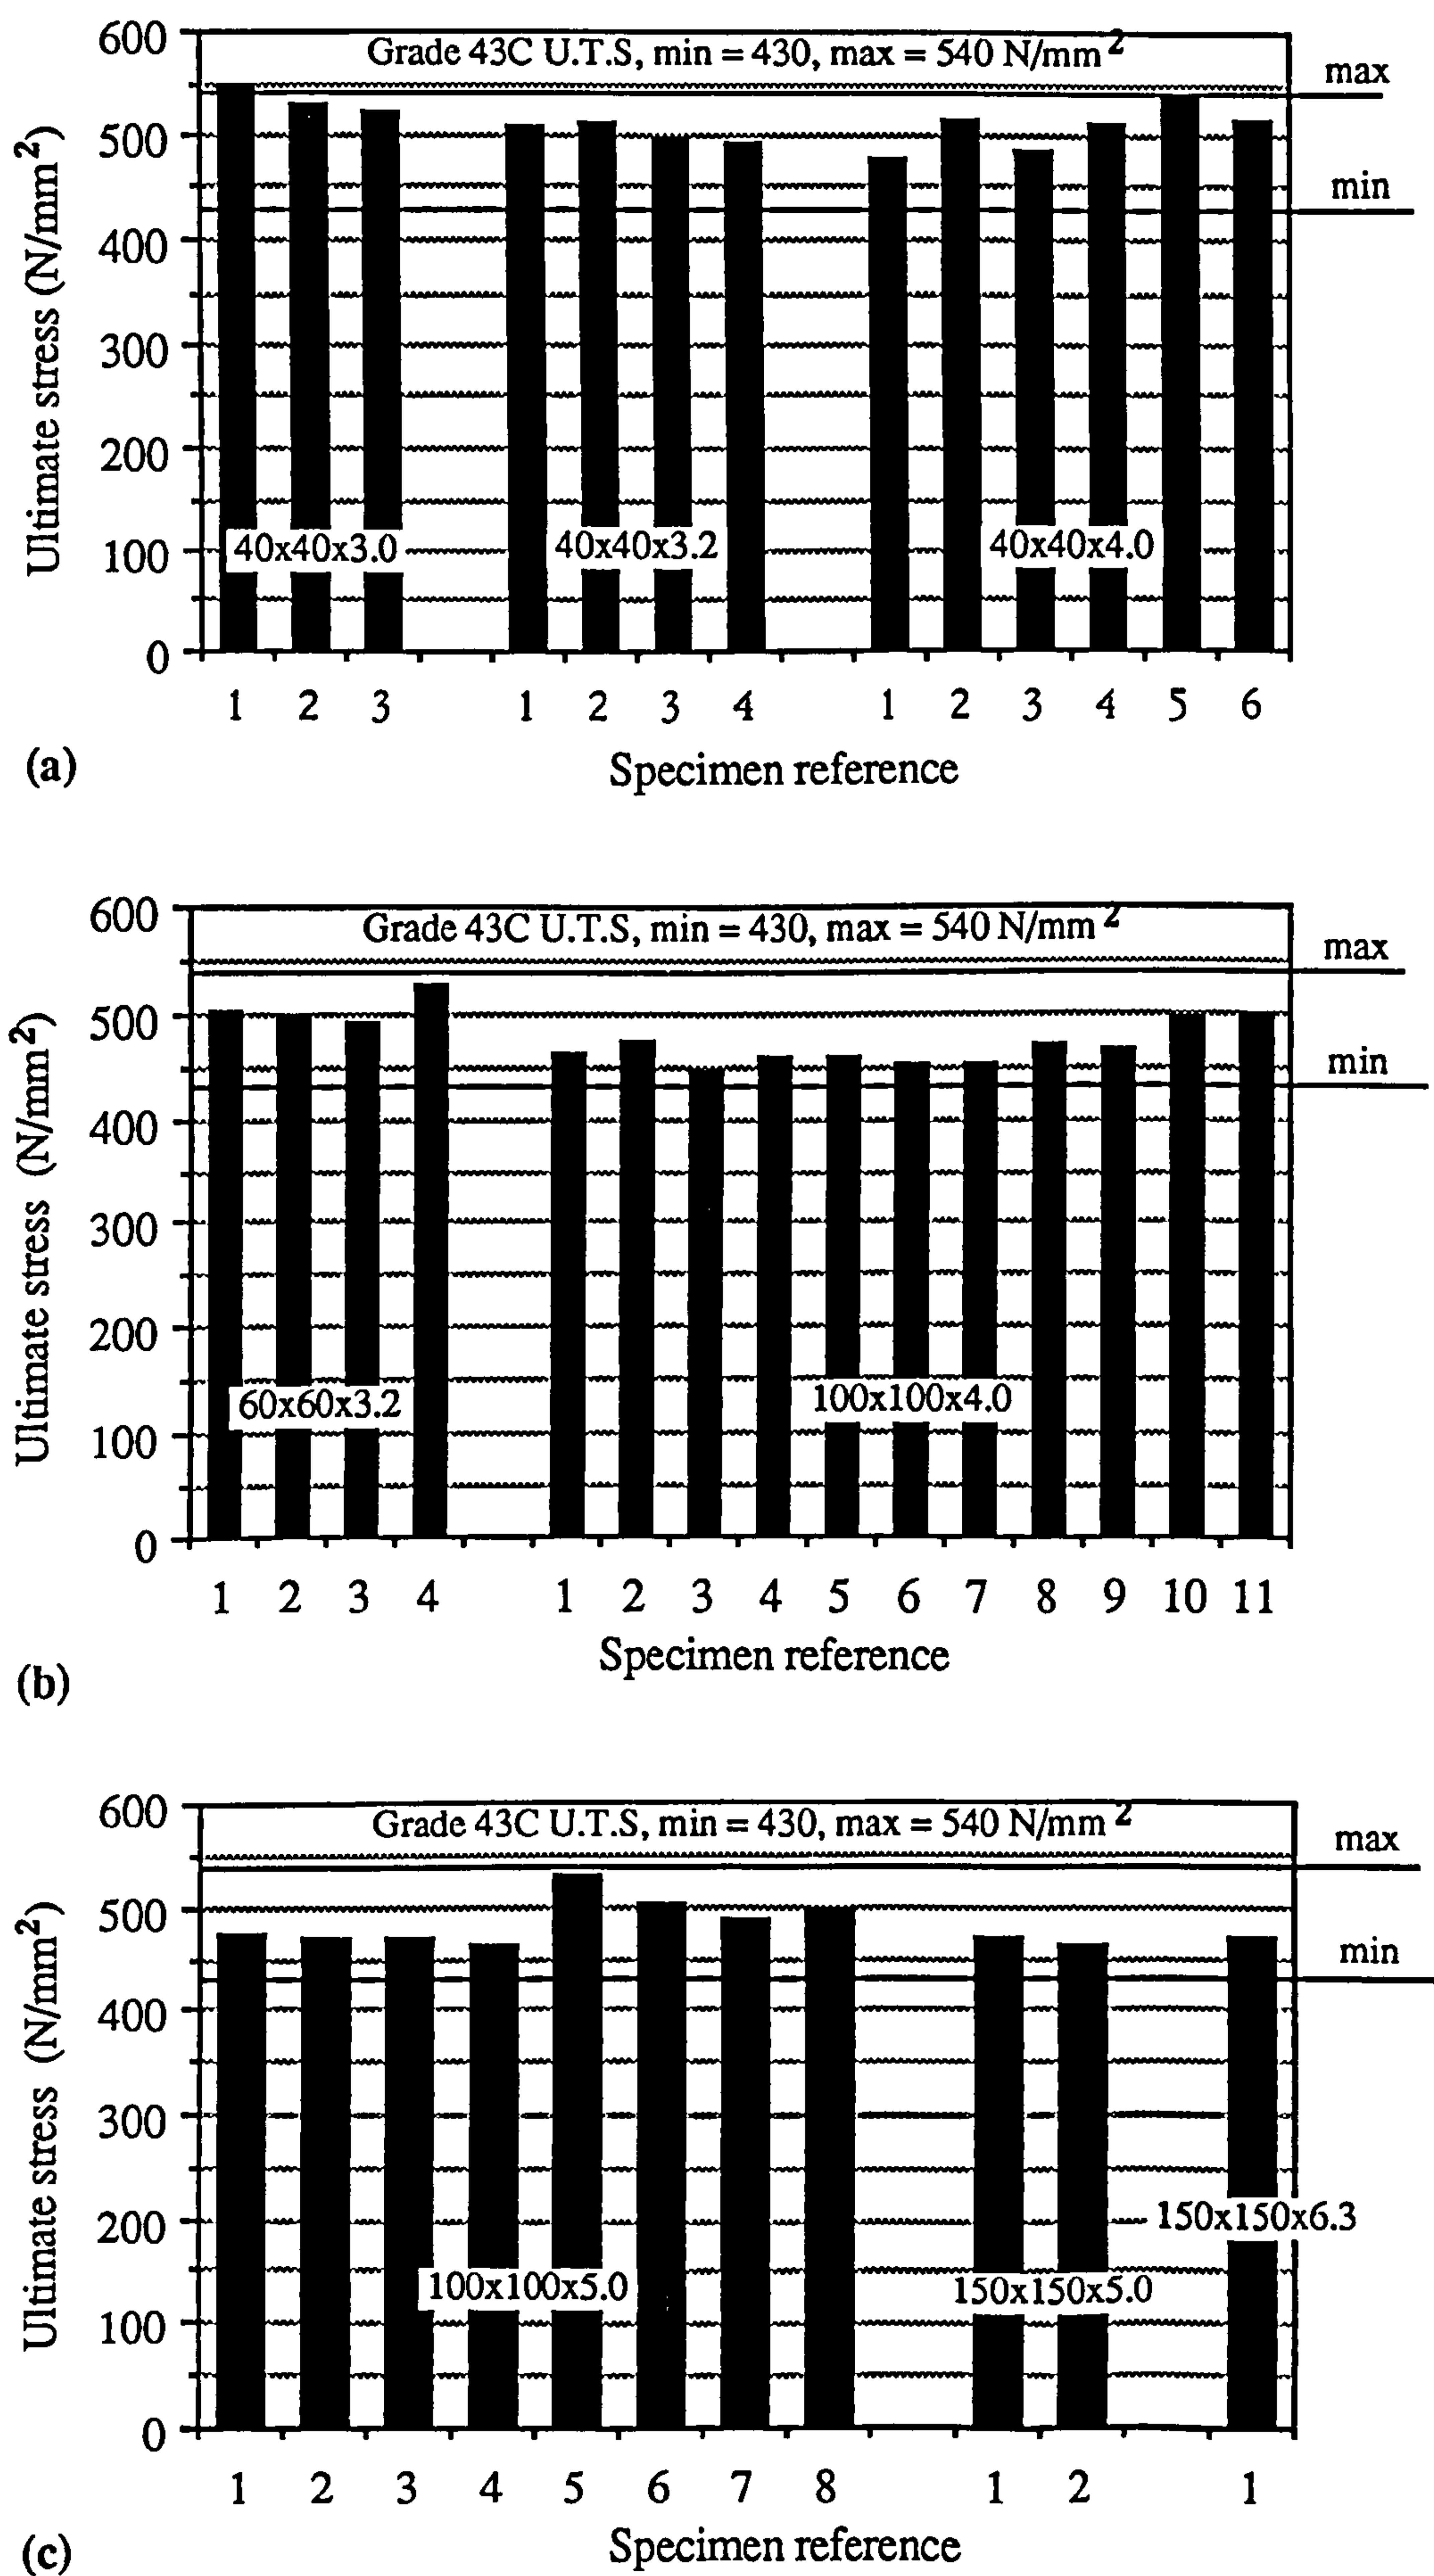 600
Grade 43C U.T.S, min = 430, max = 540 N/mm2
max
500
min
400
300
200
40x40x3.0 40x40x3.2 40x40x4.0
100
0
Ultimate stress (N/mm2)
1 2 3 1 2 3 4 1 2 3 4 5 6
(a)
Specimen reference
600
Grade 43C U.T.S, min = 430, max = 540 N/mm2
max
500
min
400
300
200
60x60x3.2 100x100x4.0
100
0
Ultimate stress (N/mm2)
1 2 3 4 1 2 3 4 5 6 7 8 9 10 11
Specimen reference
(b)
600
Grade 43C U.T.S, min = 430, max = 540 N/mm2
max
500
min
400
300
200
150x150x6.3
100x100x5.0 150x150x5.0
100
0
Ultimate stress (N/mm2)
1 2 3 4 5 6 7 8 1 2 1
Specimen reference
(c)